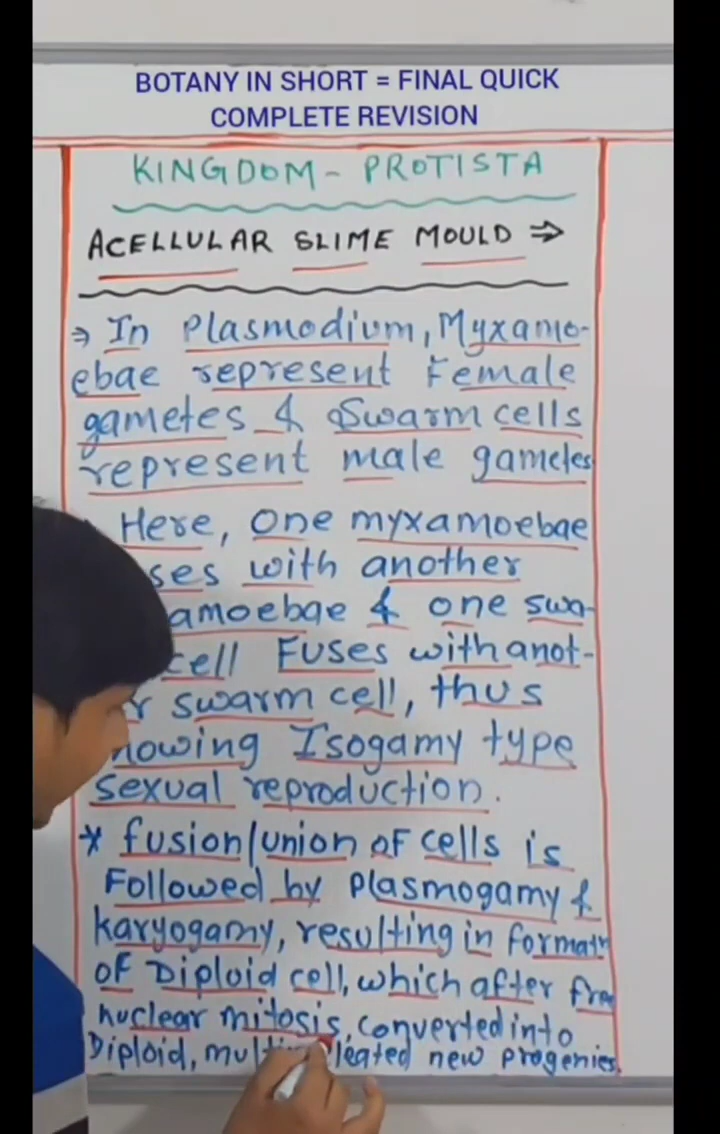 BOTANY IN SHORT = FINAL QUICK
COMPLETE REVISION
KINGDOM - PROTISTA
ACELLULAR SLIME MOULD ⇒
⇒ In Plasmodium, Myxamo-
ebae represent Female
gametes & Swarm cells
represent male gametes
Here, one myxamoebae
ses with another
amoebae & one swa-
cell Fuses with anot-
r swarm cell, thus
howing Isogamy type
sexual reproduction.
* fusion/union of cells is
Followed by Plasmogamy &
karyogamy, resulting in formatn
of Diploid cell, which after free
nuclear mitosis, converted into
Diploid, mul leated new progenies.